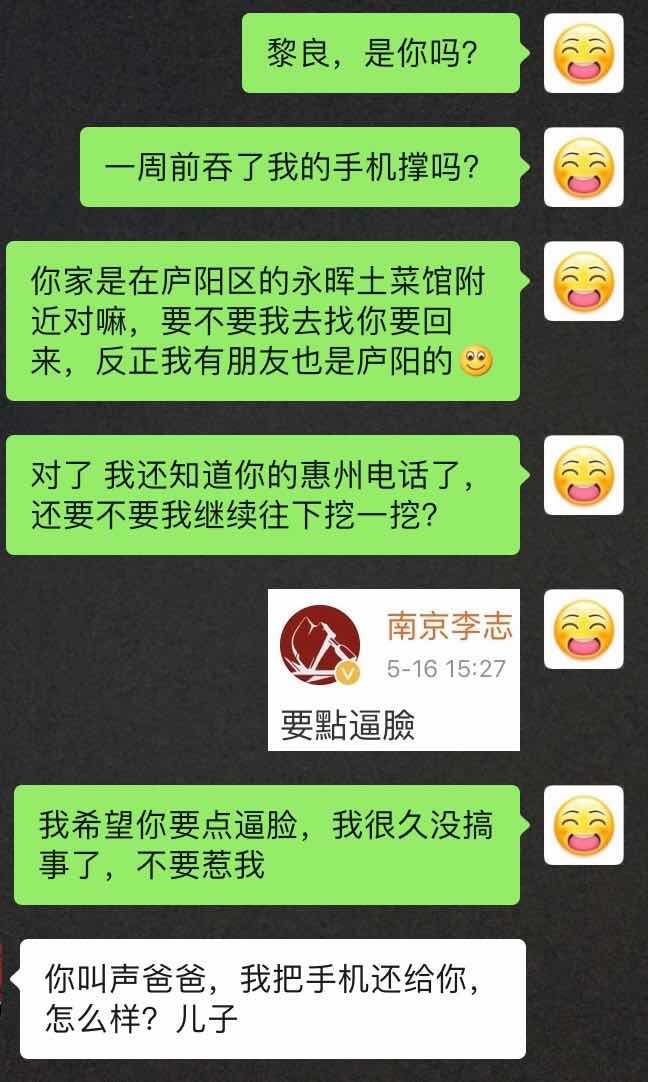 黎良，是你吗？
一周前吞了我的手机撑吗？
你家是在庐阳区的永晖土菜馆附
近对嘛，要不要我去找你要回
来，反正我有朋友也是庐阳的
对了 我还知道你的惠州电话了，
还要不要我继续往下挖一挖？
南京李志
5-16 15:27
要點逼臉
我希望你要点逼脸，我很久没搞
事了，不要惹我
你叫声爸爸，我把手机还给你，
怎么样？儿子